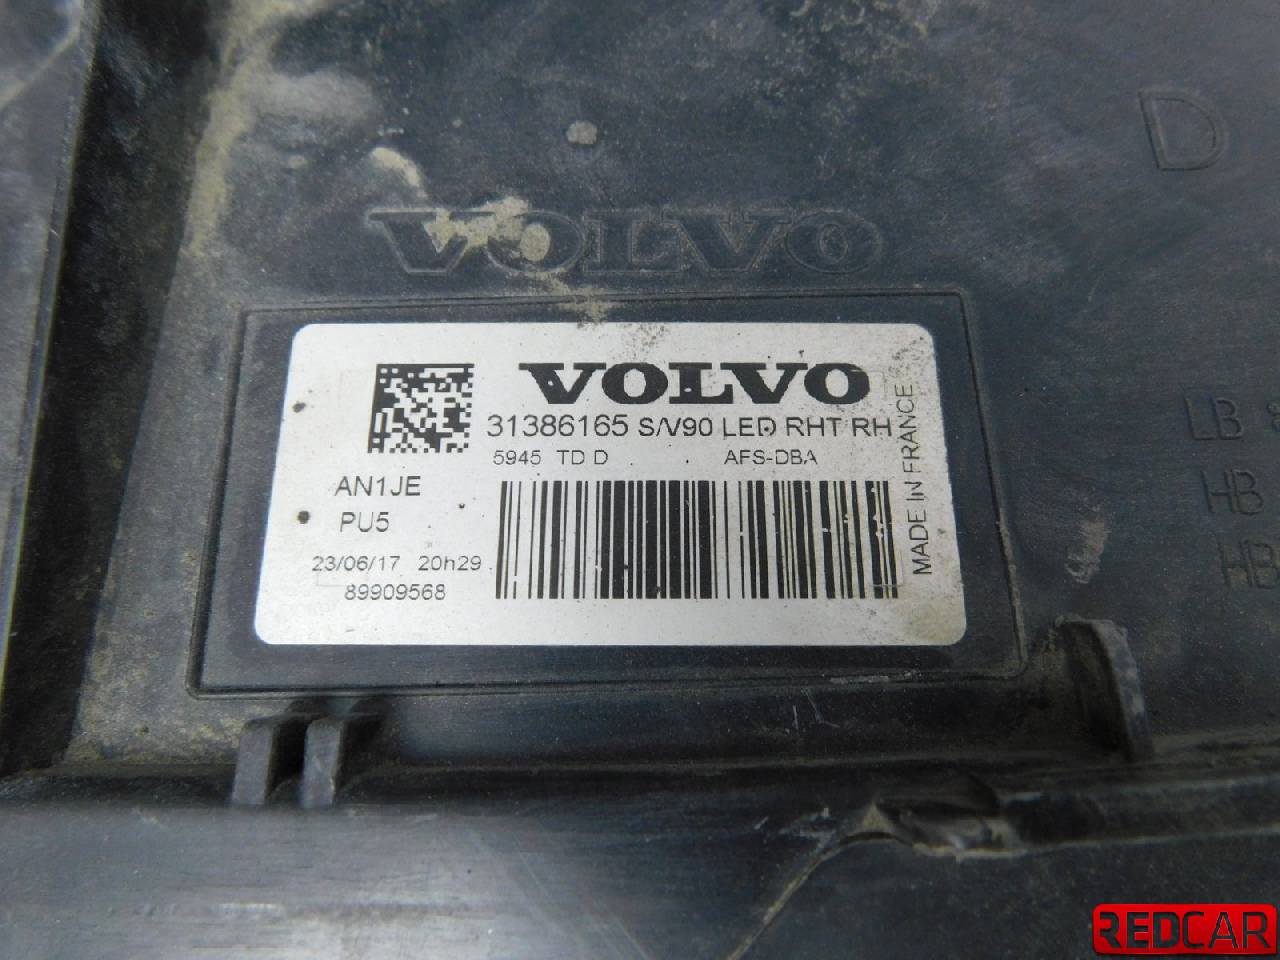 D
VOLVO
VOLVO
31386165 S/V90 LED RHT RH
5945 TD D AFS-DBA
AN1JE
PU5
23/06/17 20h29
89909568
MADE IN FRANCE
LB 8
HB
HB
REDCAR